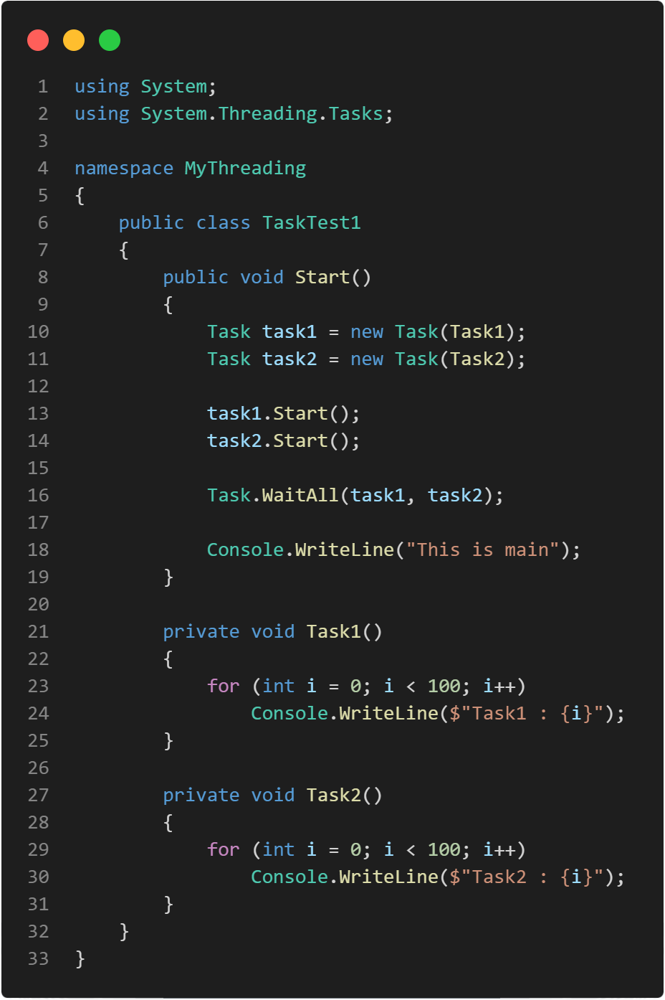 1 using System;
2 using System.Threading.Tasks;
3
4 namespace MyThreading
5 {
6     public class TaskTest1
7     {
8         public void Start()
9         {
10             Task task1 = new Task(Task1);
11             Task task2 = new Task(Task2);
12
13             task1.Start();
14             task2.Start();
15
16             Task.WaitAll(task1, task2);
17
18             Console.WriteLine("This is main");
19         }
20
21         private void Task1()
22         {
23             for (int i = 0; i < 100; i++)
24                 Console.WriteLine($"Task1 : {i}");
25         }
26
27         private void Task2()
28         {
29             for (int i = 0; i < 100; i++)
30                 Console.WriteLine($"Task2 : {i}");
31         }
32     }
33 }